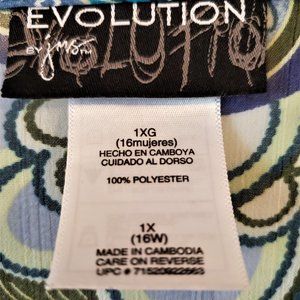 EVOLUTION
by jms
1XG
(16mujeres)
HECHO EN CAMBOYA
CUIDADO AL DORSO
100% POLYESTER
1X
(16W)
MADE IN CAMBODIA
CARE ON REVERSE
UPC #